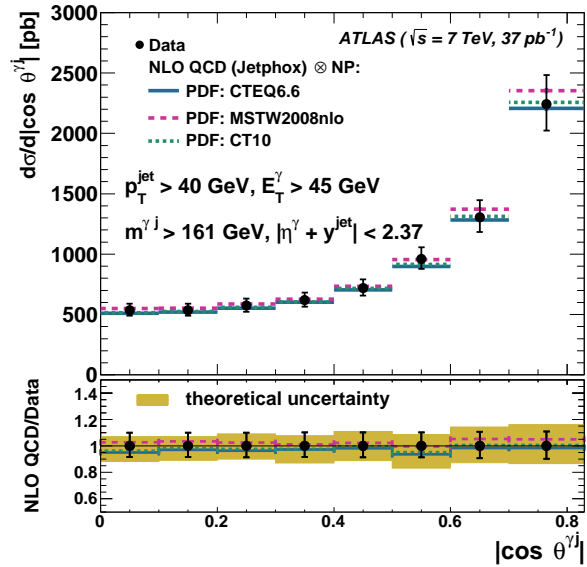 dσ/d|cos θ^γj| [pb]
3000
2500
2000
1500
1000
500
0
ATLAS ( √s = 7 TeV, 37 pb⁻¹)
Data
NLO QCD (Jetphox) ⊗ NP:
PDF: CTEQ6.6
PDF: MSTW2008nlo
PDF: CT10
p_T^jet > 40 GeV, E_T^γ > 45 GeV
m^γ j > 161 GeV, |η^γ + y^jet| < 2.37
NLO QCD/Data
1.4
1.2
1.0
0.8
0.6
theoretical uncertainty
0 0.2 0.4 0.6 0.8
|cos θ^γj|